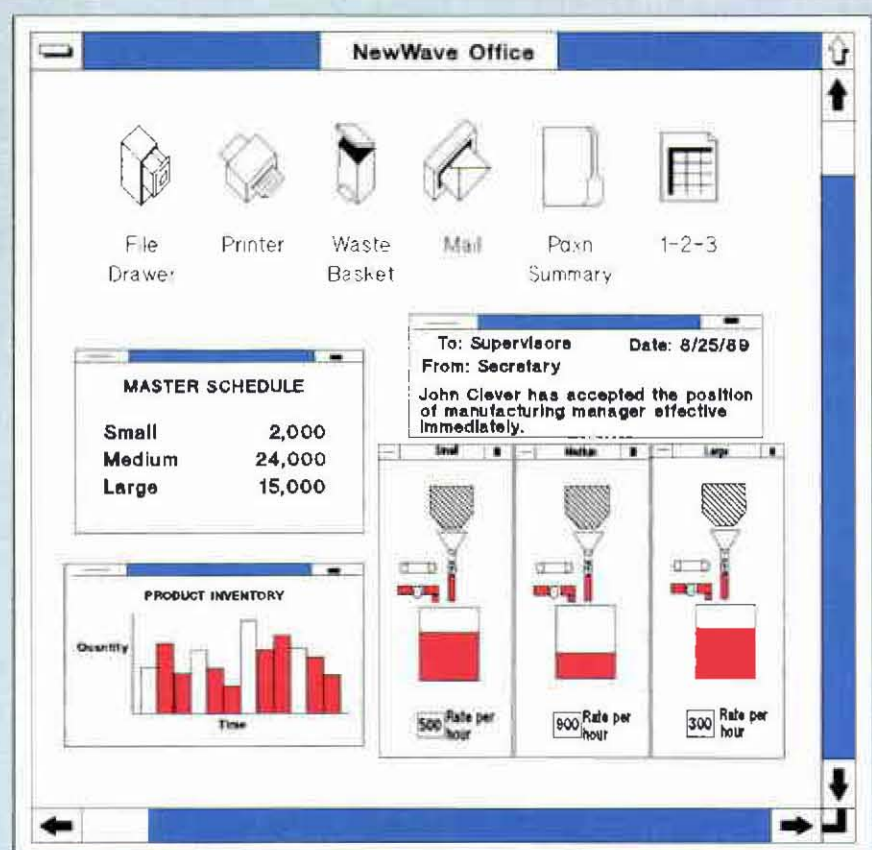 NewWave Office
File Drawer
Printer
Waste Basket
Mail
Pdxn Summary
1-2-3
To: Supervisors Date: 8/25/89
From: Secretary
John Clever has accepted the position
of manufacturing manager effective
immediately.
MASTER SCHEDULE
Small 2,000
Medium 24,000
Large 15,000
Small
Medium
Large
PRODUCT INVENTORY
Quantity
Time
500 Rate per hour
900 Rate per hour
300 Rate per hour